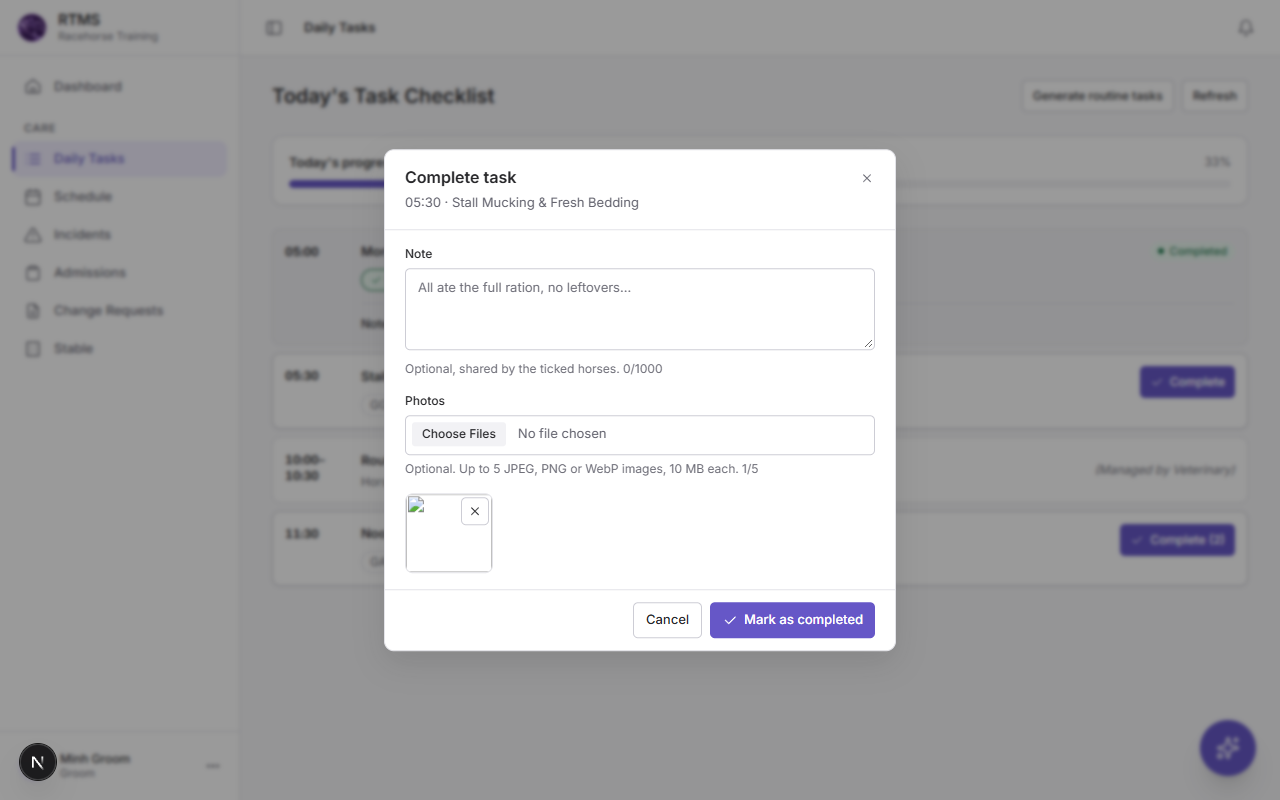 RTMS
Racehorse Training
Daily Tasks
Dashboard
Today's Task Checklist
Generate routine tasks
Refresh
CARE
Daily Tasks
Today's progre
33%
Schedule
Incidents
Admissions
Change Requests
Stable
Complete task
05:30 · Stall Mucking & Fresh Bedding
Note
All ate the full ration, no leftovers...
Optional, shared by the ticked horses. 0/1000
Photos
Choose Files
No file chosen
Optional. Up to 5 JPEG, PNG or WebP images, 10 MB each. 1/5
Cancel
Mark as completed
05:00
Completed
05:30
Complete
10:00-
10:30
(Managed by Veterinary)
11:30
Complete (2)
N
Minh Groom
Groom